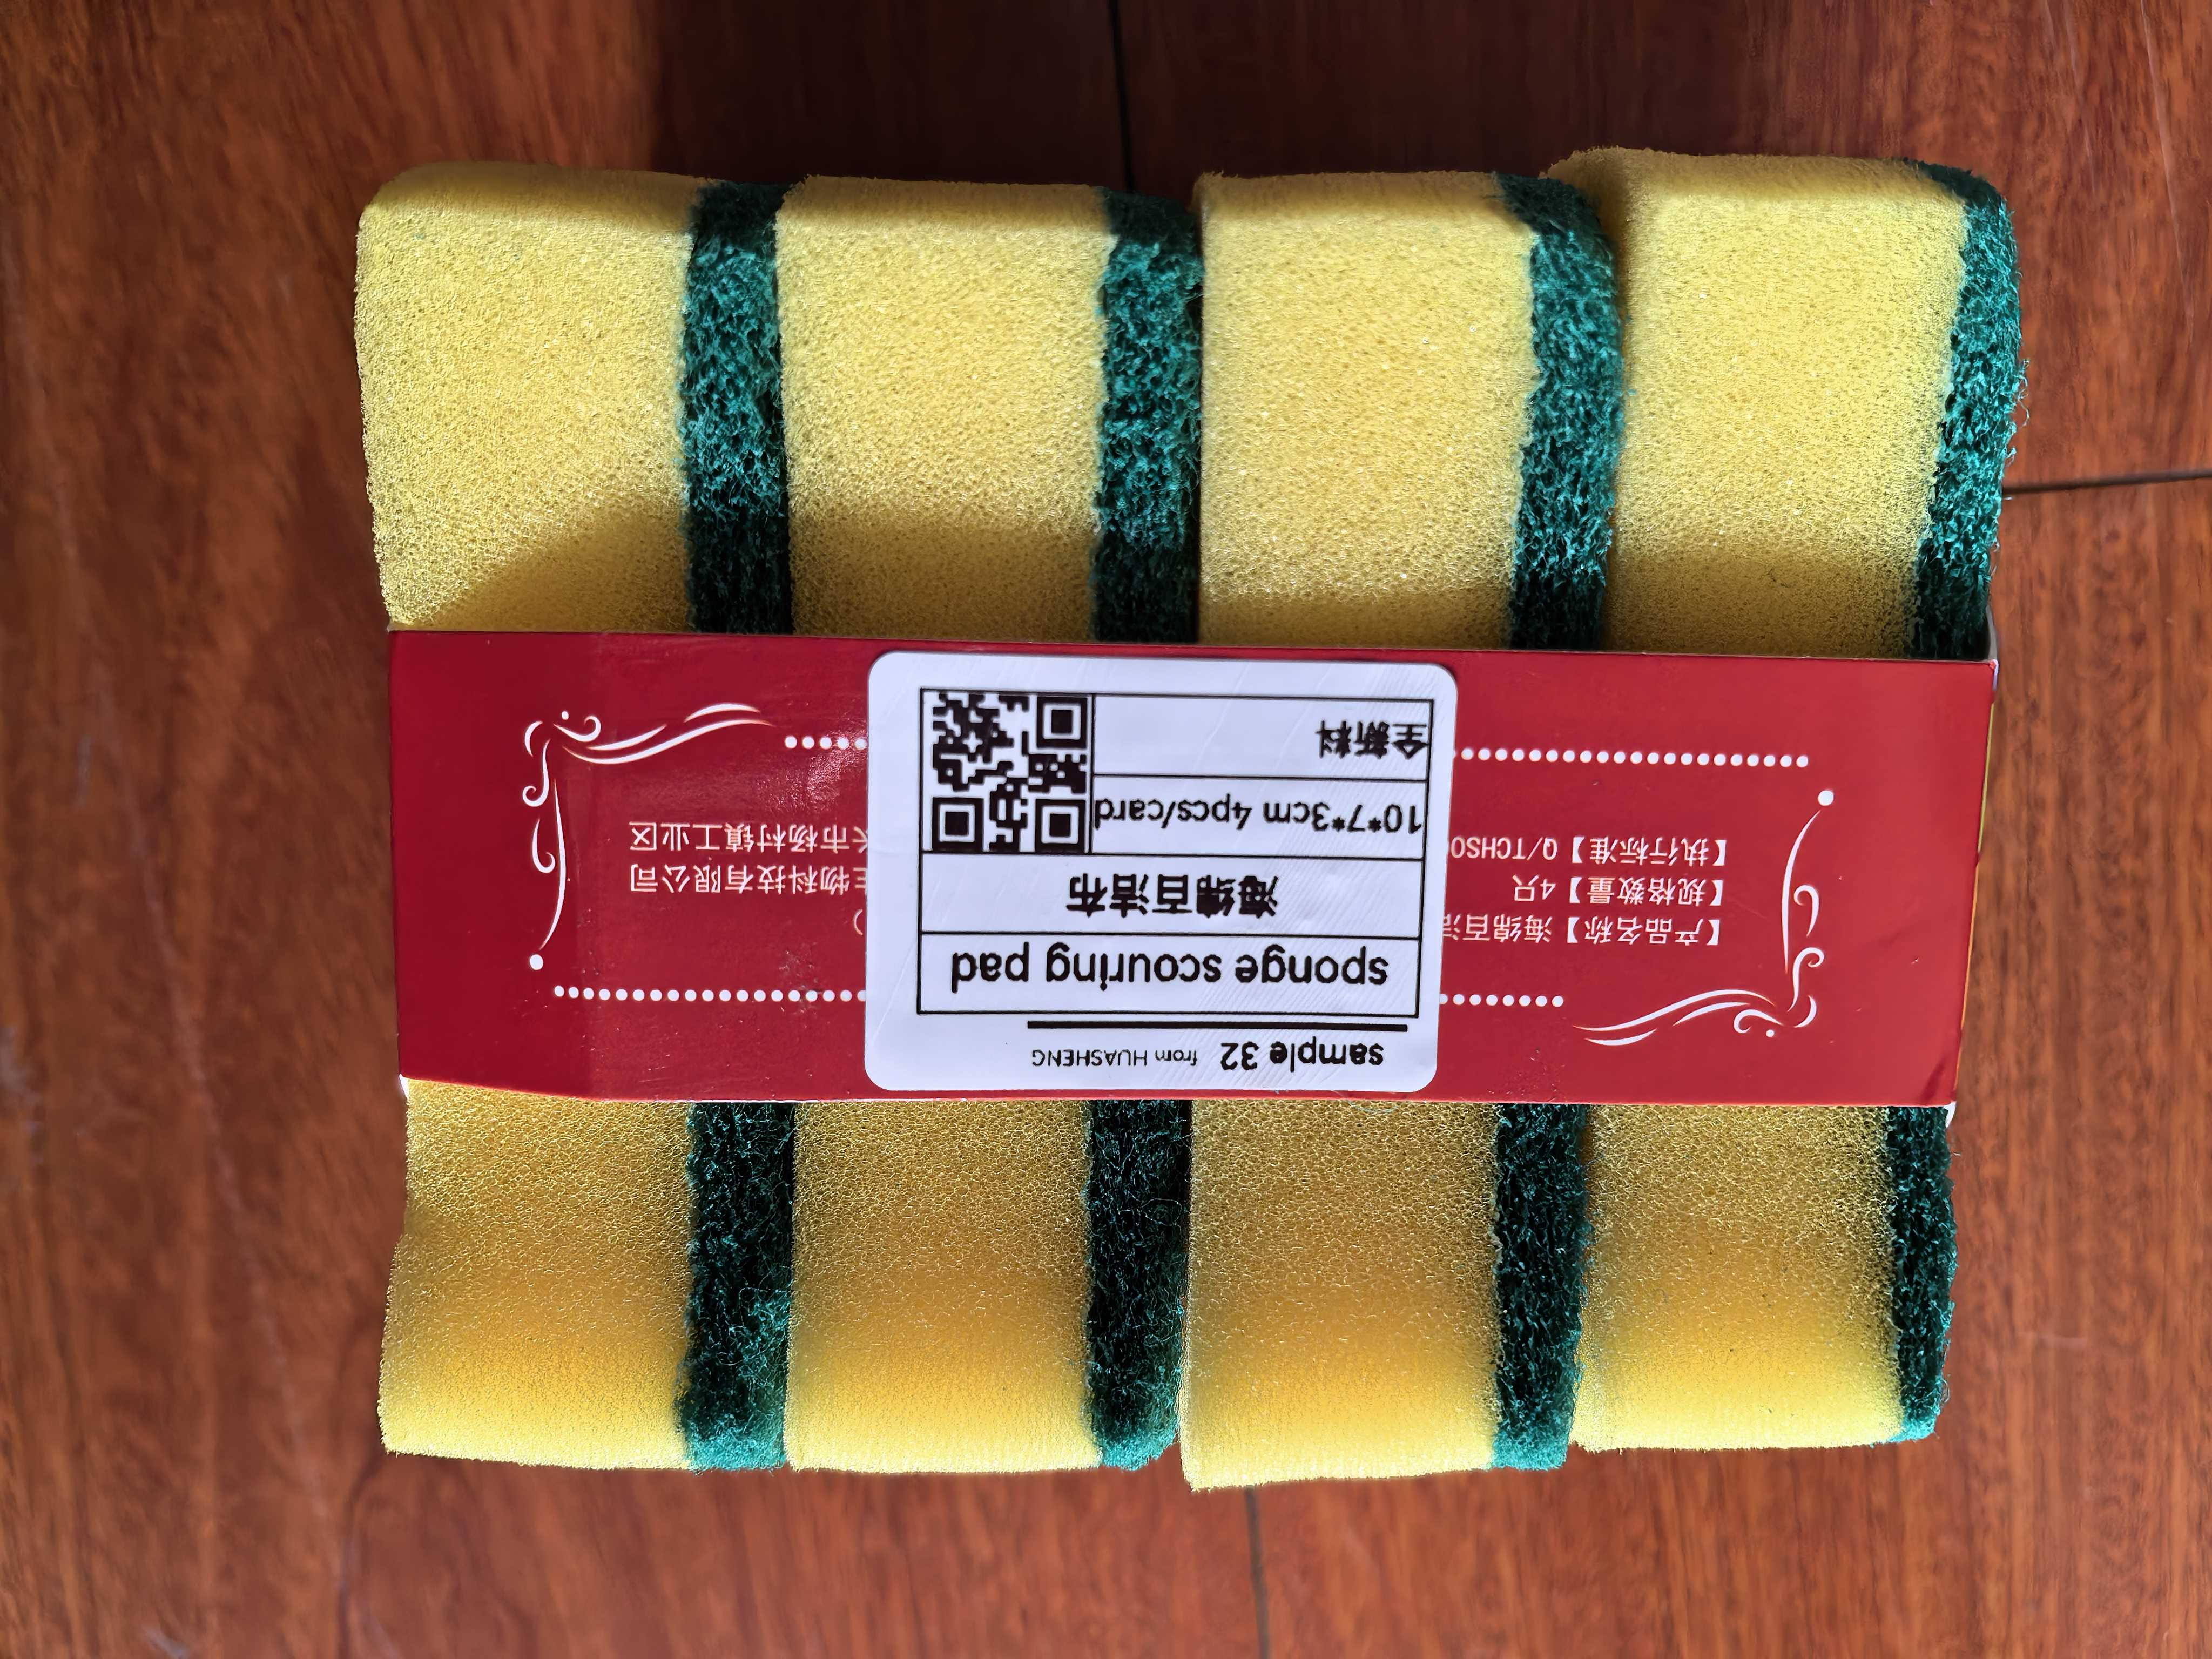 sample 32 from HUASHENG
sponge scouring pad
海绵百洁布
10*7*3cm 4pcs/card
全新料
【产品名称】海绵百洁
【规格数量】4只
【执行标准】Q/TCHS0
)
生物科技有限公司
长市杨村镇工业区